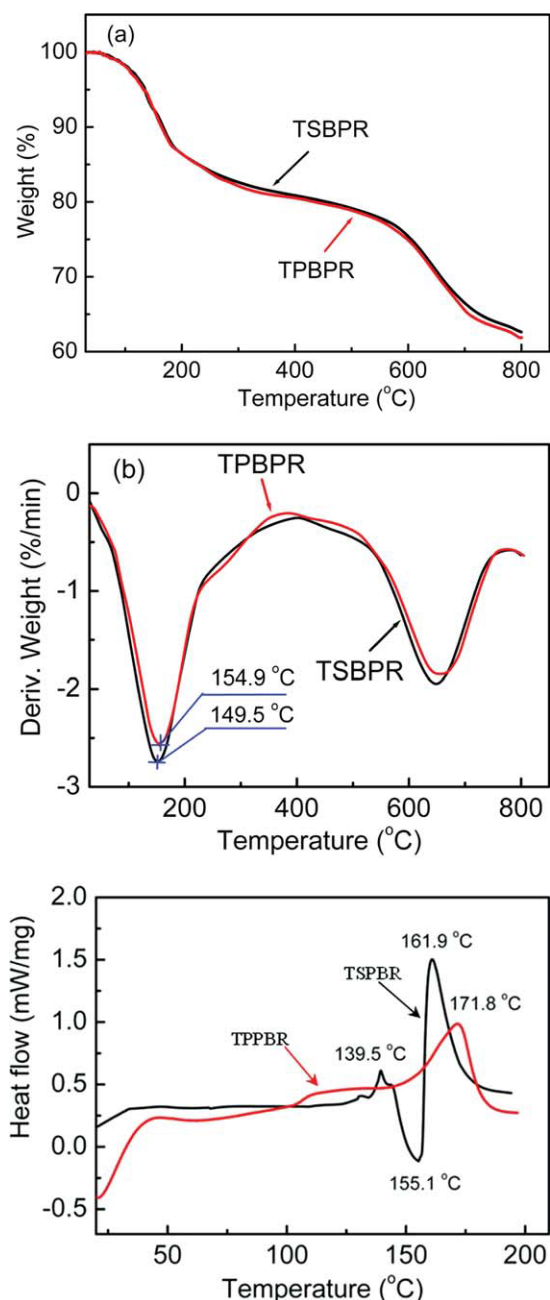 (a)
100
90
80
70
60
Weight (%)
TSBPR
TPBPR
200 400 600 800
Temperature (°C)
(b)
TPBPR
0
-1
-2
-3
Deriv. Weight (%/min)
TSBPR
154.9 °C
149.5 °C
200 400 600 800
Temperature (°C)
2.0
1.5
1.0
0.5
0.0
-0.5
Heat flow (mW/mg)
161.9 °C
TSPBR
171.8 °C
TPPBR
139.5 °C
155.1 °C
50 100 150 200
Temperature (°C)